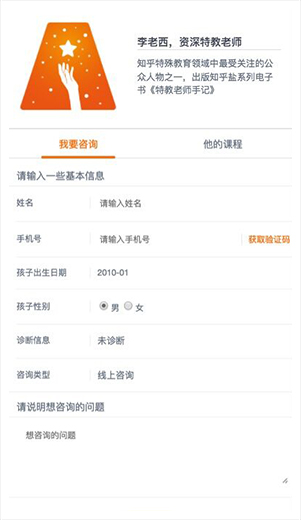 李老西，资深特教老师
知乎特殊教育领域中最受关注的公
众人物之一，出版知乎盐系列电子
书《特教老师手记》
我要咨询 他的课程
请输入一些基本信息
姓名 请输入姓名
手机号 请输入手机号 获取验证码
孩子出生日期 2010-01
孩子性别 男 女
诊断信息 未诊断
咨询类型 线上咨询
请说明想咨询的问题
想咨询的问题